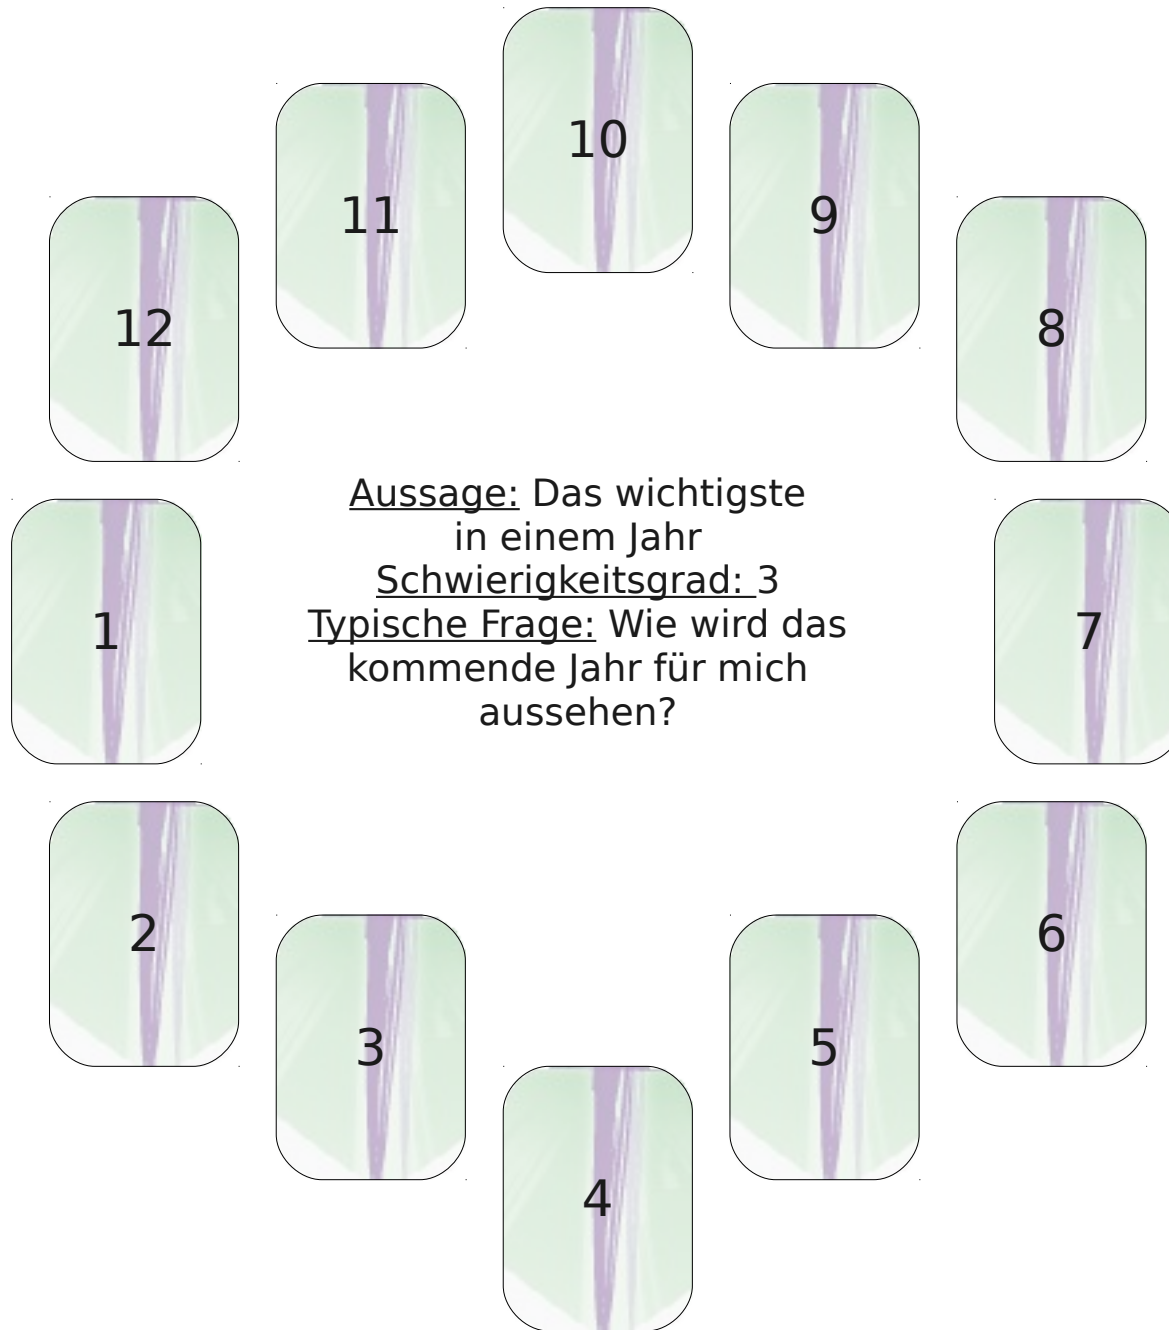 10
11
9
12
8
Aussage: Das wichtigste
in einem Jahr
Schwierigkeitsgrad: 3
Typische Frage: Wie wird das
kommende Jahr für mich
aussehen?
1
7
2
6
3
5
4